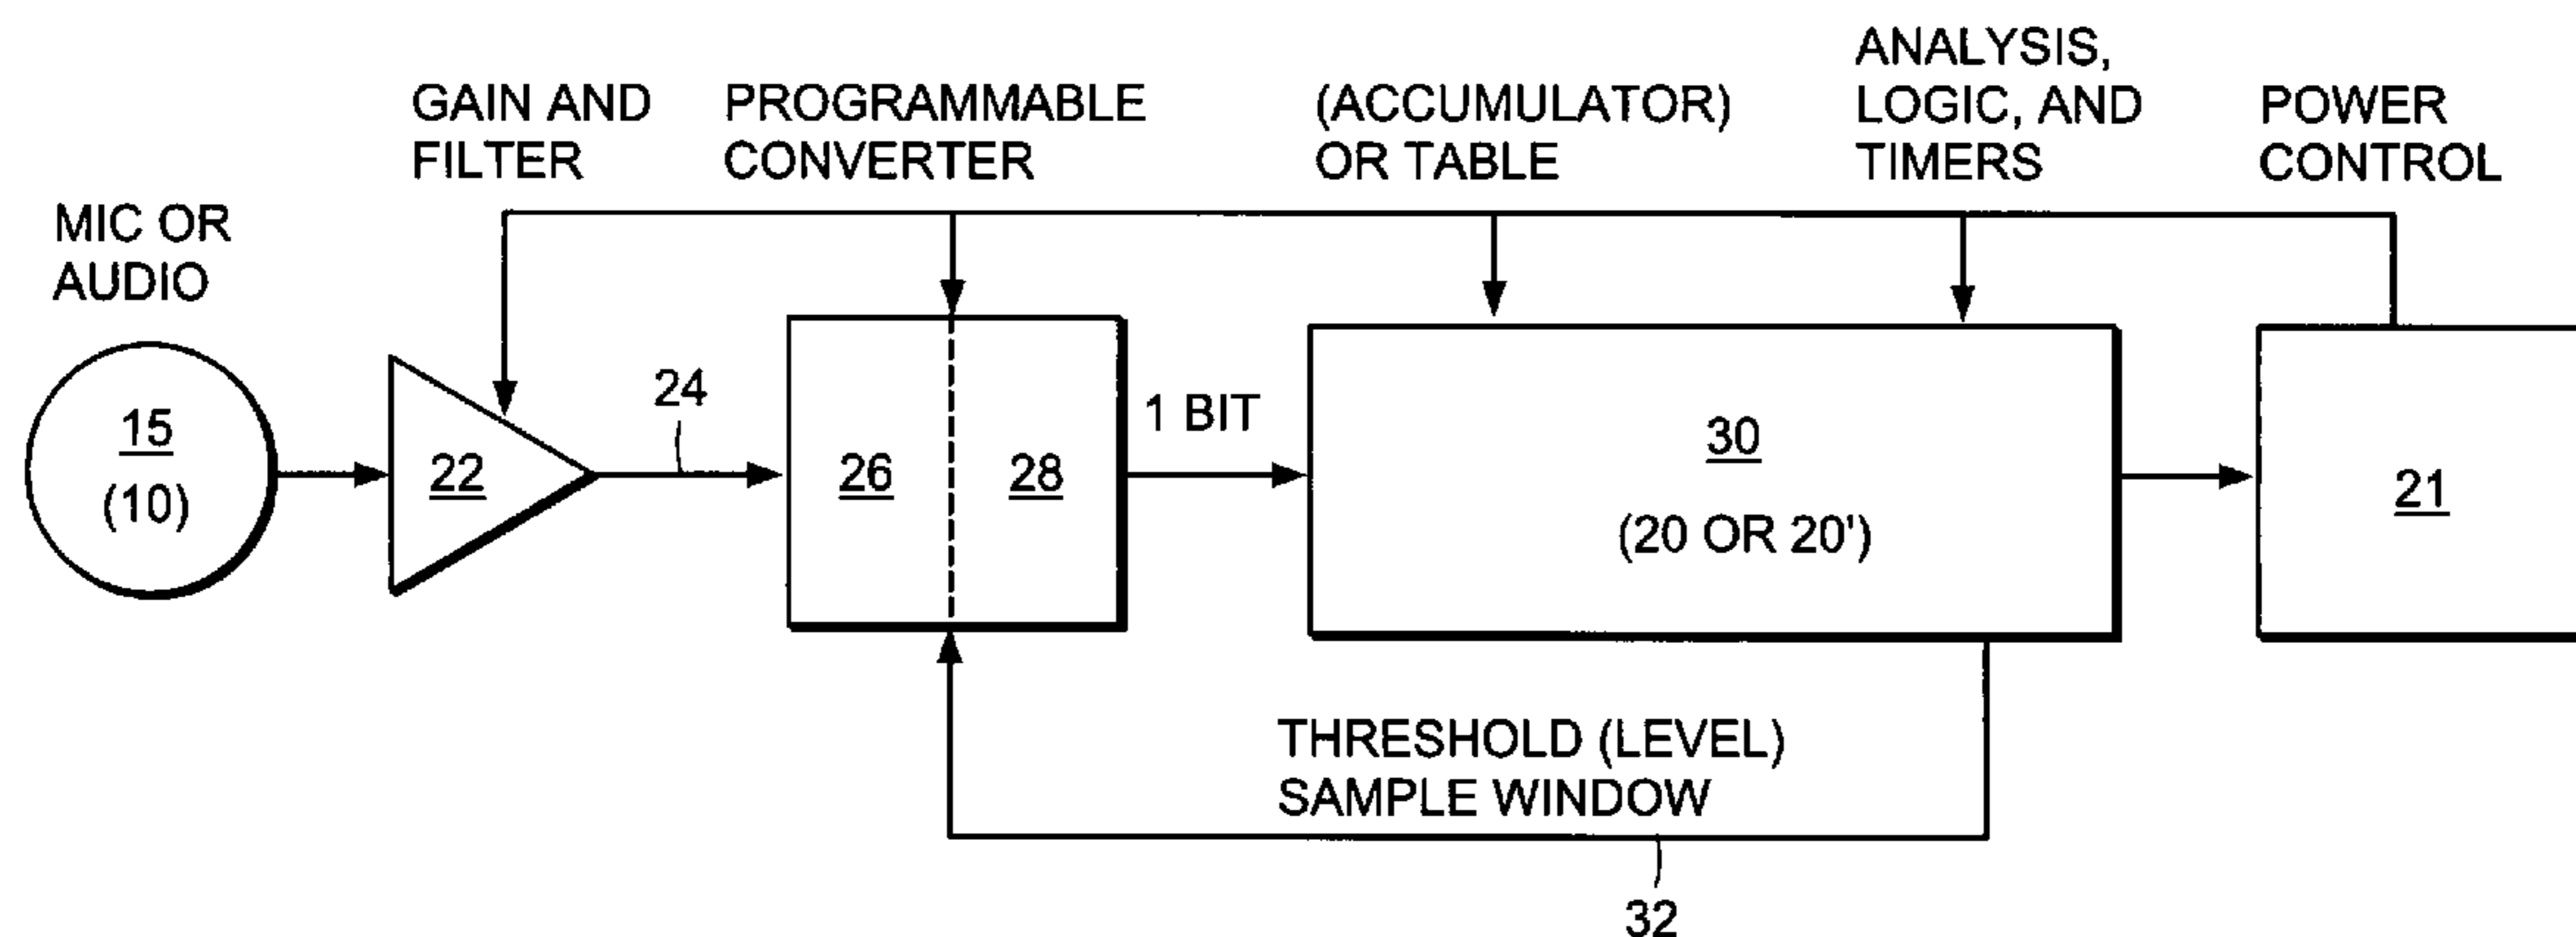 MIC OR
AUDIO
GAIN AND
FILTER
PROGRAMMABLE
CONVERTER
(ACCUMULATOR)
OR TABLE
ANALYSIS,
LOGIC, AND
TIMERS
POWER
CONTROL
15
(10)
22
24
26
28
1 BIT
30
(20 OR 20')
21
THRESHOLD (LEVEL)
SAMPLE WINDOW
32